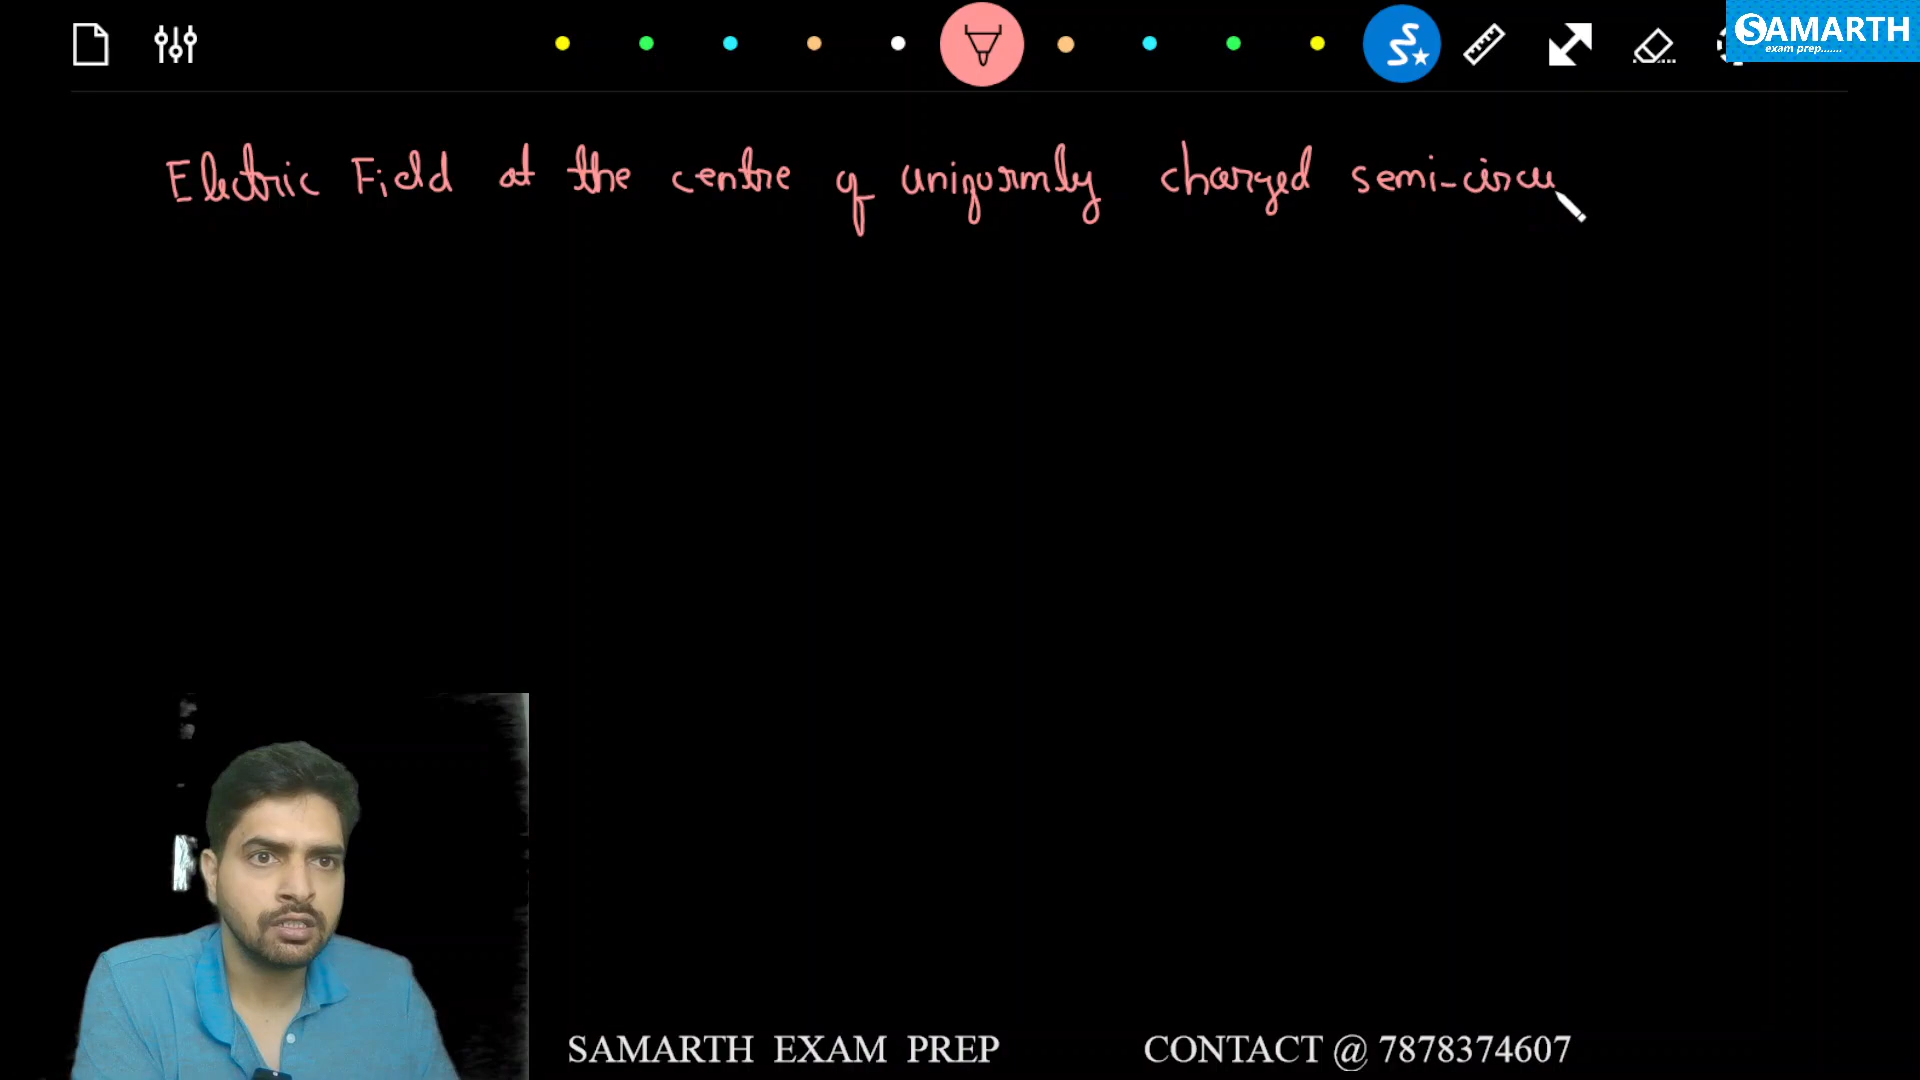 SAMARTH
exam prep.......
Electric Field at the centre of uniformly charged semi-circu
SAMARTH EXAM PREP CONTACT @ 7878374607